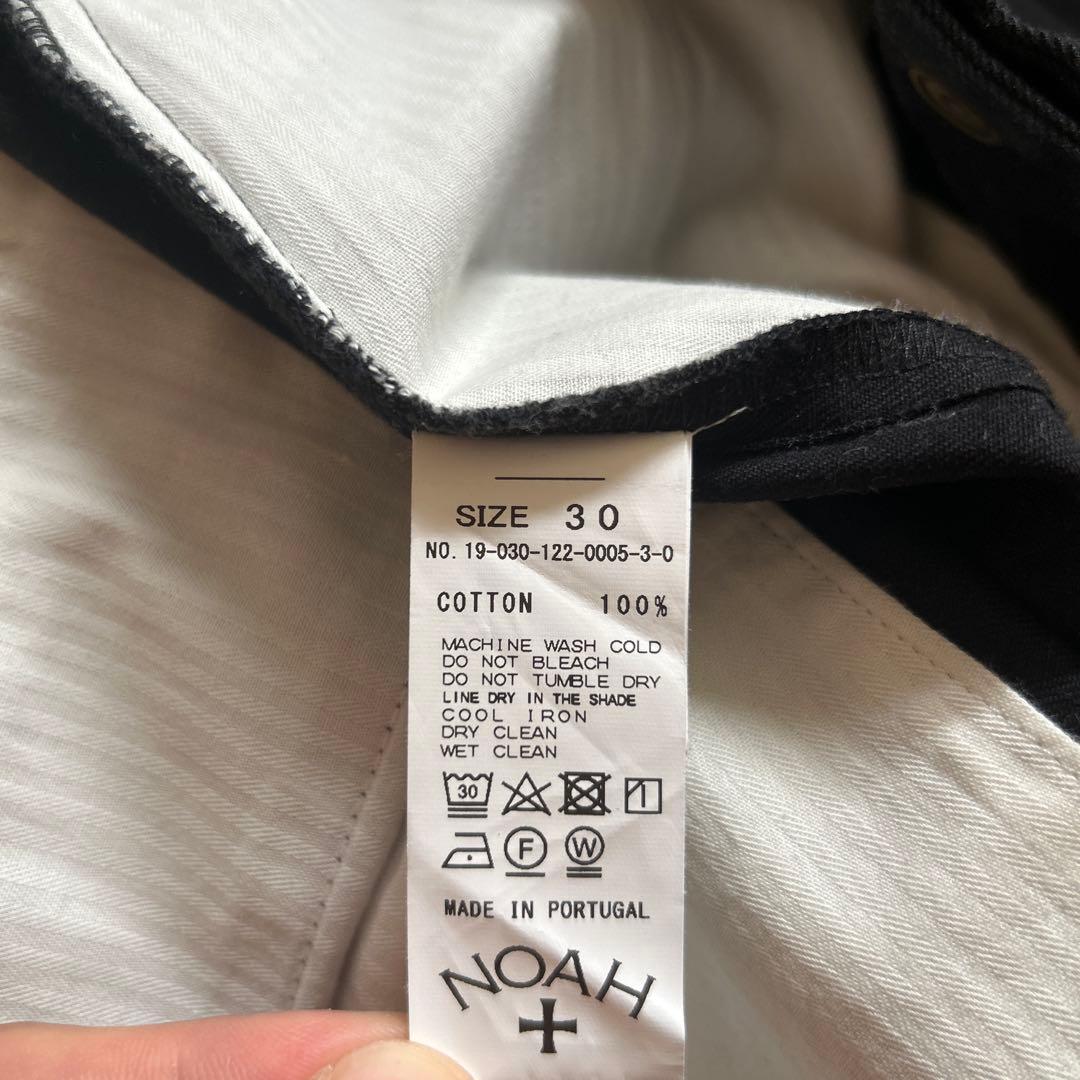 SIZE 30
NO. 19-030-122-0005-3-0
COTTON 100%
MACHINE WASH COLD
DO NOT BLEACH
DO NOT TUMBLE DRY
LINE DRY IN THE SHADE
COOL IRON
DRY CLEAN
WET CLEAN
30
F W
MADE IN PORTUGAL
NOAH